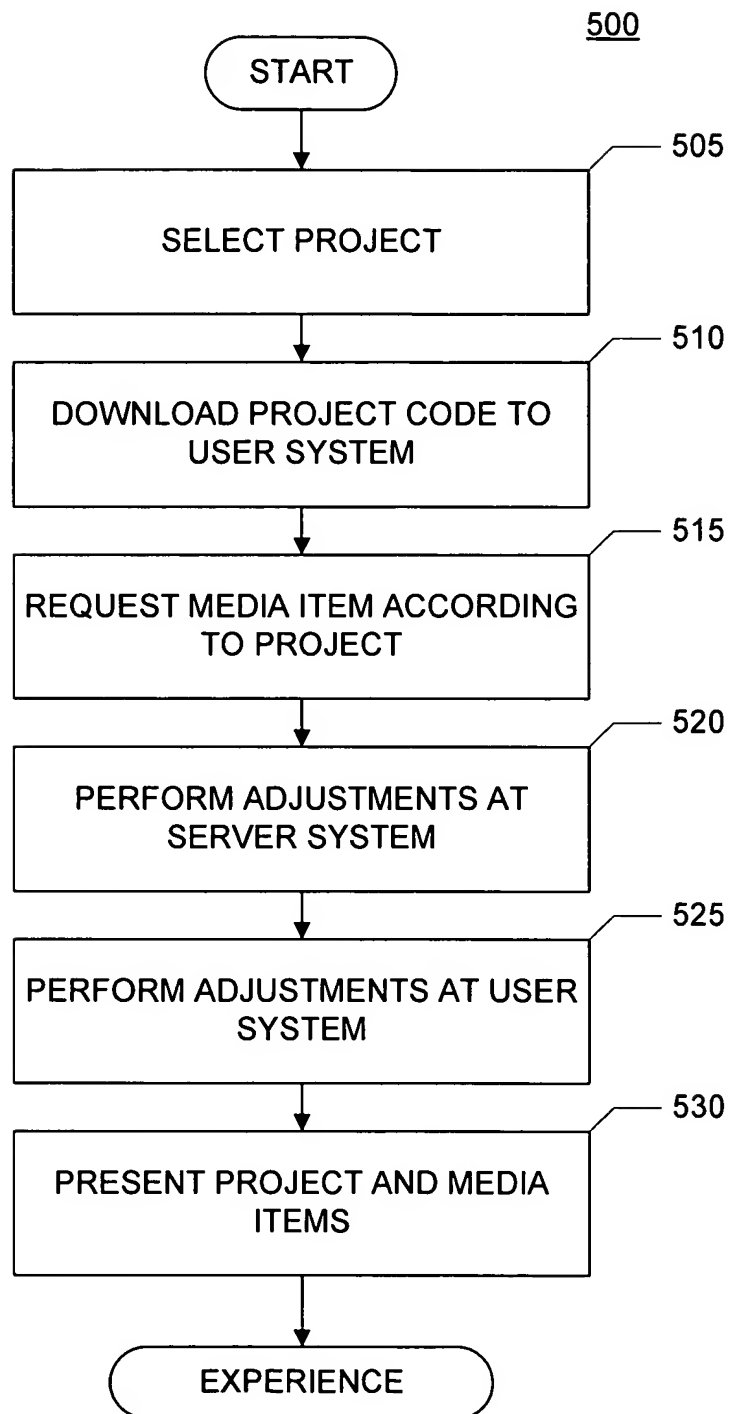 500
START
505
SELECT PROJECT
510
DOWNLOAD PROJECT CODE TO
USER SYSTEM
515
REQUEST MEDIA ITEM ACCORDING
TO PROJECT
520
PERFORM ADJUSTMENTS AT
SERVER SYSTEM
525
PERFORM ADJUSTMENTS AT USER
SYSTEM
530
PRESENT PROJECT AND MEDIA
ITEMS
EXPERIENCE